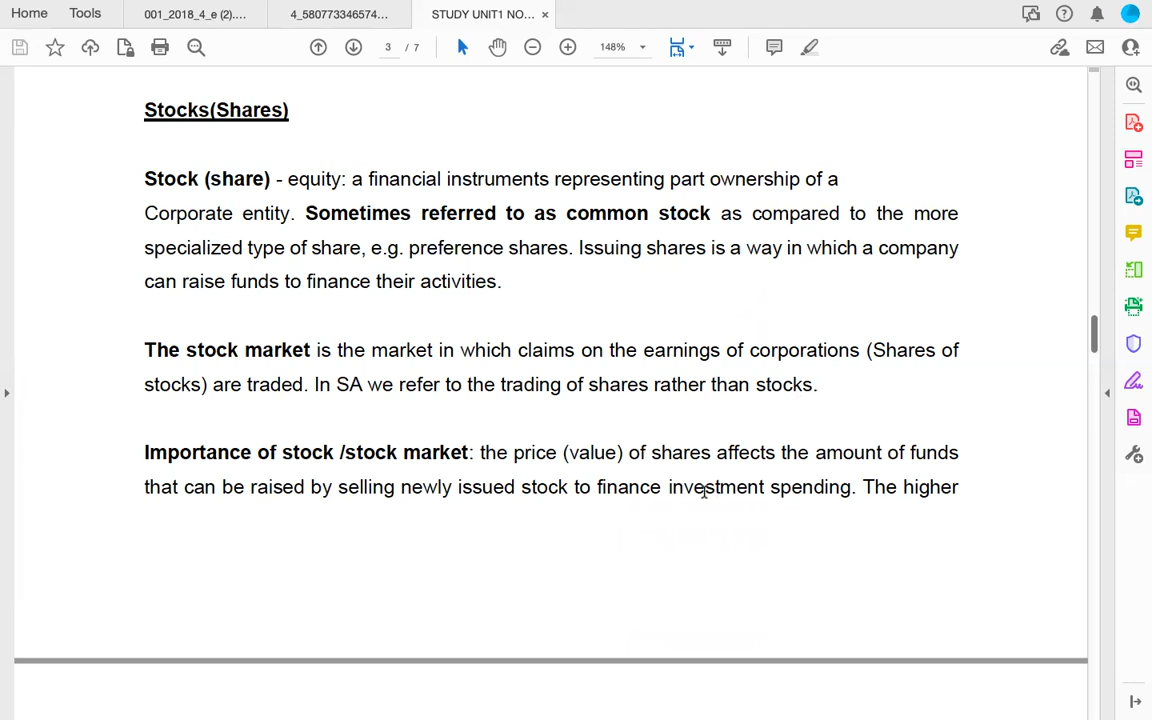 Home Tools 001_2018_4_e (2).... 4_580773346574... STUDY UNIT1 NO... ×
3 / 7 148%
Stocks(Shares)
Stock (share) - equity: a financial instruments representing part ownership of a
Corporate entity. Sometimes referred to as common stock as compared to the more
specialized type of share, e.g. preference shares. Issuing shares is a way in which a company
can raise funds to finance their activities.
The stock market is the market in which claims on the earnings of corporations (Shares of
stocks) are traded. In SA we refer to the trading of shares rather than stocks.
Importance of stock /stock market: the price (value) of shares affects the amount of funds
that can be raised by selling newly issued stock to finance investment spending. The higher